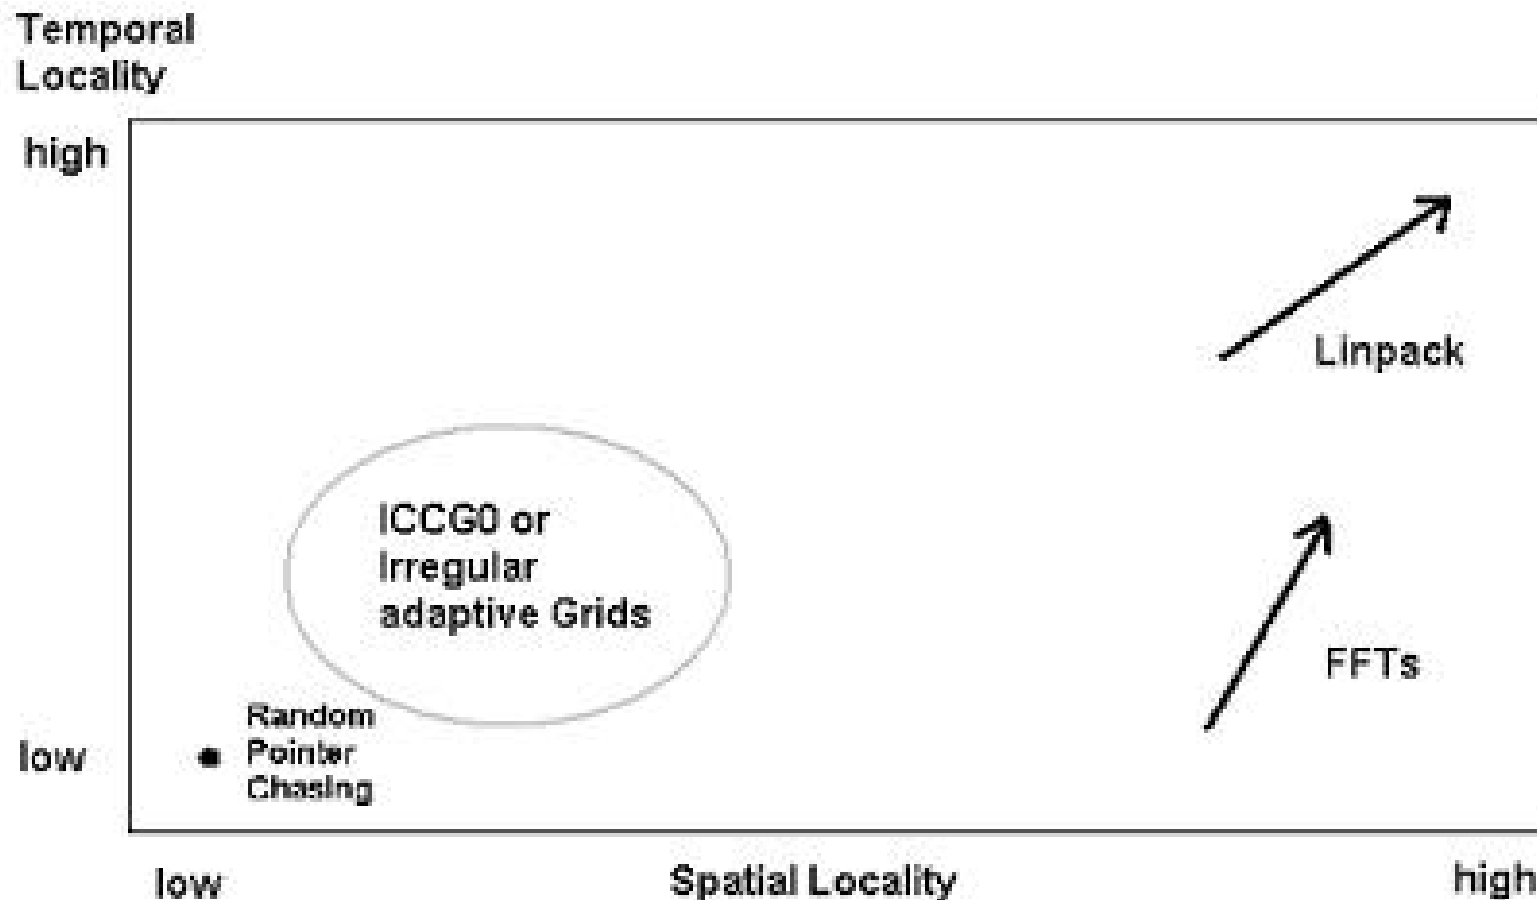 Temporal
Locality
high
Linpack
ICCG0 or
Irregular
adaptive Grids
FFTs
Random
Pointer
Chasing
low
low
Spatial Locality
high